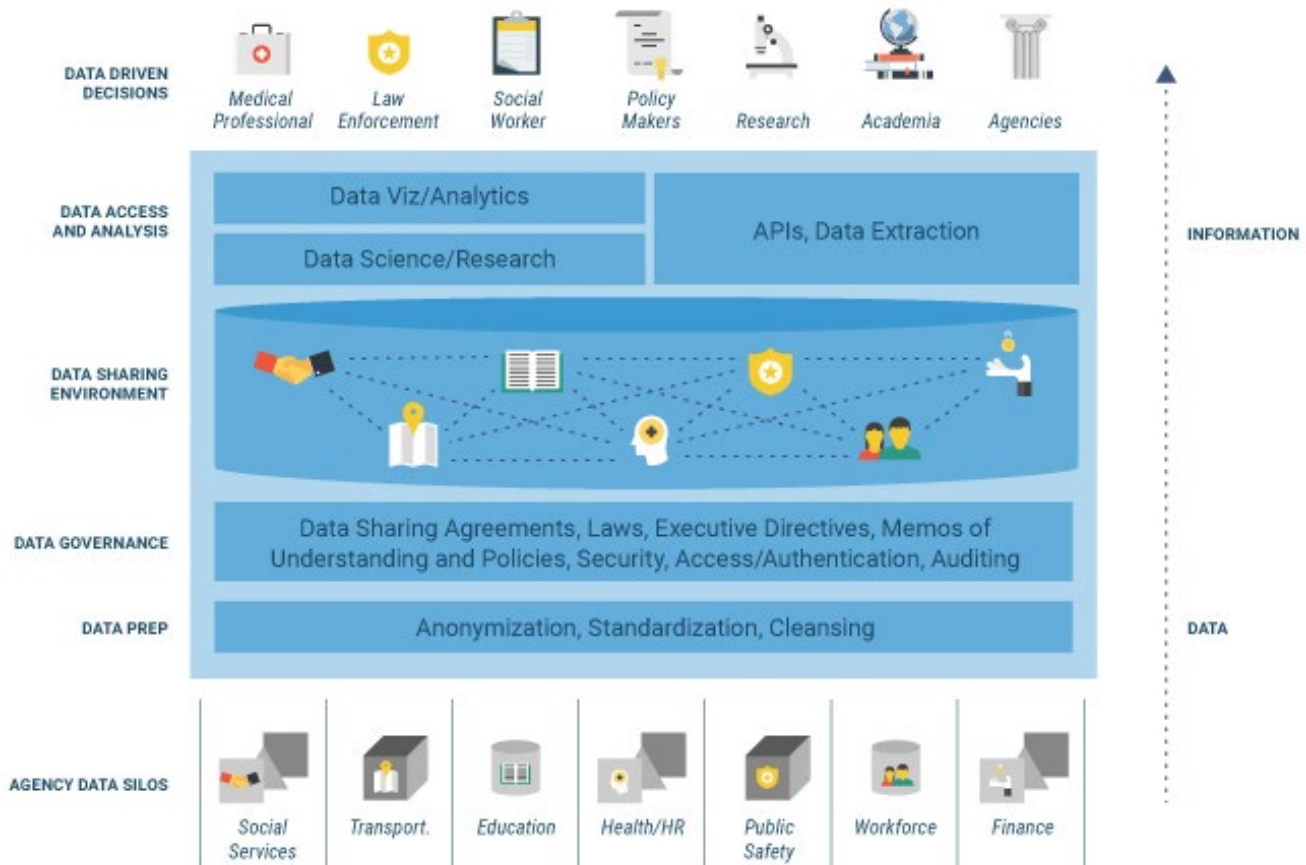 DATA DRIVEN
DECISIONS
Medical
Professional
Law
Enforcement
Social
Worker
Policy
Makers
Research
Academia
Agencies
DATA ACCESS
AND ANALYSIS
Data Viz/Analytics
Data Science/Research
APIs, Data Extraction
INFORMATION
DATA SHARING
ENVIRONMENT
DATA GOVERNANCE
Data Sharing Agreements, Laws, Executive Directives, Memos of
Understanding and Policies, Security, Access/Authentication, Auditing
DATA PREP
Anonymization, Standardization, Cleansing
DATA
AGENCY DATA SILOS
Social
Services
Transport.
Education
Health/HR
Public
Safety
Workforce
Finance